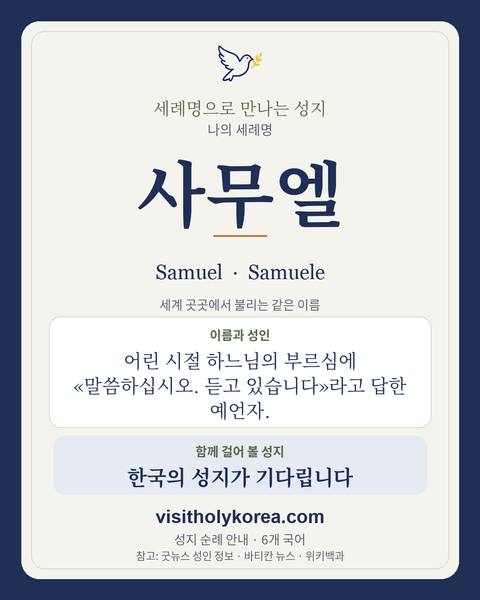 세례명으로 만나는 성지
나의 세례명
사무엘
Samuel · Samuele
세계 곳곳에서 불리는 같은 이름
이름과 성인
어린 시절 하느님의 부르심에
«말씀하십시오. 듣고 있습니다»라고 답한
예언자.
함께 걸어 볼 성지
한국의 성지가 기다립니다
visitholykorea.com
성지 순례 안내 · 6개 국어
참고: 굿뉴스 성인 정보 · 바티칸 뉴스 · 위키백과